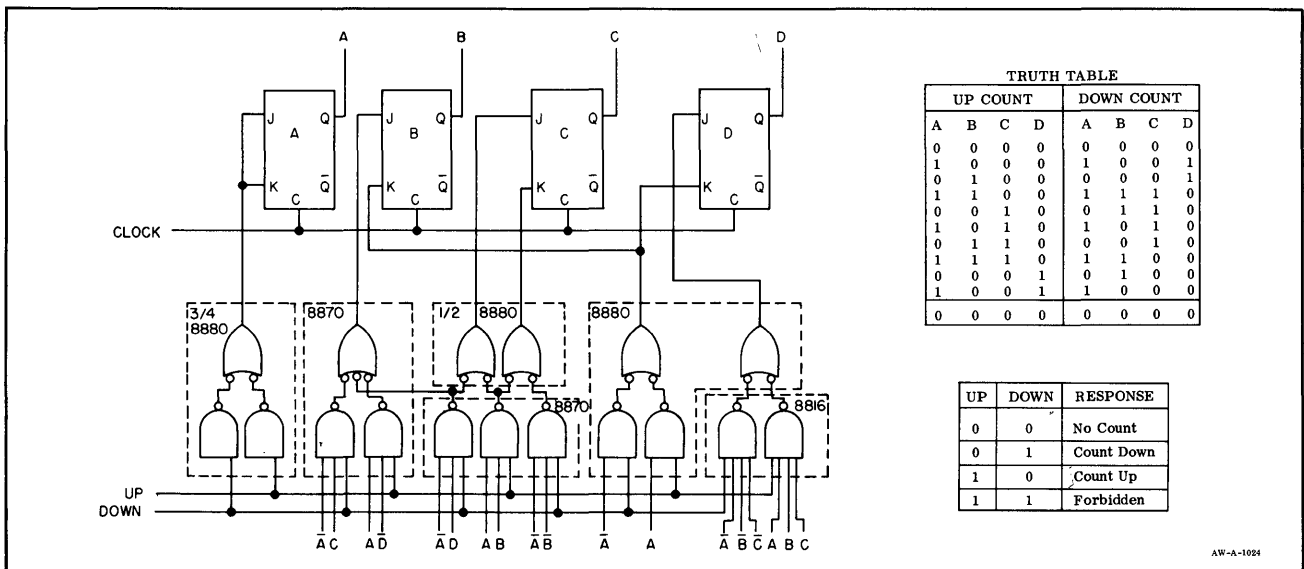 A B C D
J Q J Q J Q J Q
A B C D
K Q̅ K Q̅ K Q̅ K Q̅
C C C C
CLOCK
3/4
8880
8870
1/2 8880
8880
8870
8816
UP
DOWN
A̅ C A D̅ A̅ D A B A̅ B̅ A̅ A A̅ B̅ C̅ A B C
TRUTH TABLE
UP COUNT DOWN COUNT
A B C D A B C D
0 0 0 0 0 0 0 0
1 0 0 0 1 0 0 1
0 1 0 0 0 0 0 1
1 1 0 0 1 1 1 0
0 0 1 0 0 1 1 0
1 0 1 0 1 0 1 0
0 1 1 0 0 0 1 0
1 1 1 0 1 1 0 0
0 0 0 1 0 1 0 0
1 0 0 1 1 0 0 0
0 0 0 0 0 0 0 0
UP DOWN RESPONSE
0 0 No Count
0 1 Count Down
1 0 Count Up
1 1 Forbidden
AW-A-1024